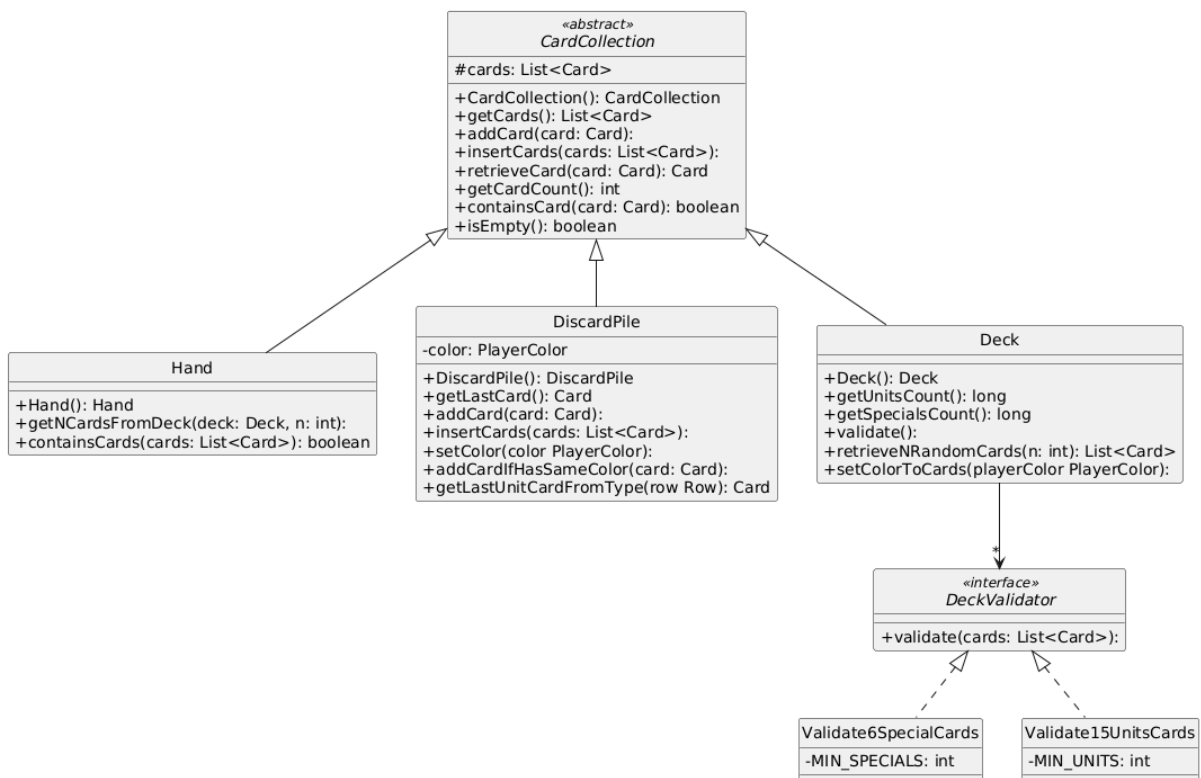 «abstract»
CardCollection
#cards: List<Card>
+CardCollection(): CardCollection
+getCards(): List<Card>
+addCard(card: Card):
+insertCards(cards: List<Card>):
+retrieveCard(card: Card): Card
+getCardCount(): int
+containsCard(card: Card): boolean
+isEmpty(): boolean
Hand
+Hand(): Hand
+getNCardsFromDeck(deck: Deck, n: int):
+containsCards(cards: List<Card>): boolean
DiscardPile
-color: PlayerColor
+DiscardPile(): DiscardPile
+getLastCard(): Card
+addCard(card: Card):
+insertCards(cards: List<Card>):
+setColor(color PlayerColor):
+addCardIfHasSameColor(card: Card):
+getLastUnitCardFromType(row Row): Card
Deck
+Deck(): Deck
+getUnitsCount(): long
+getSpecialsCount(): long
+validate():
+retrieveNRandomCards(n: int): List<Card>
+setColorToCards(playerColor PlayerColor):
*
«interface»
DeckValidator
+validate(cards: List<Card>):
Validate6SpecialCards
-MIN_SPECIALS: int
Validate15UnitsCards
-MIN_UNITS: int